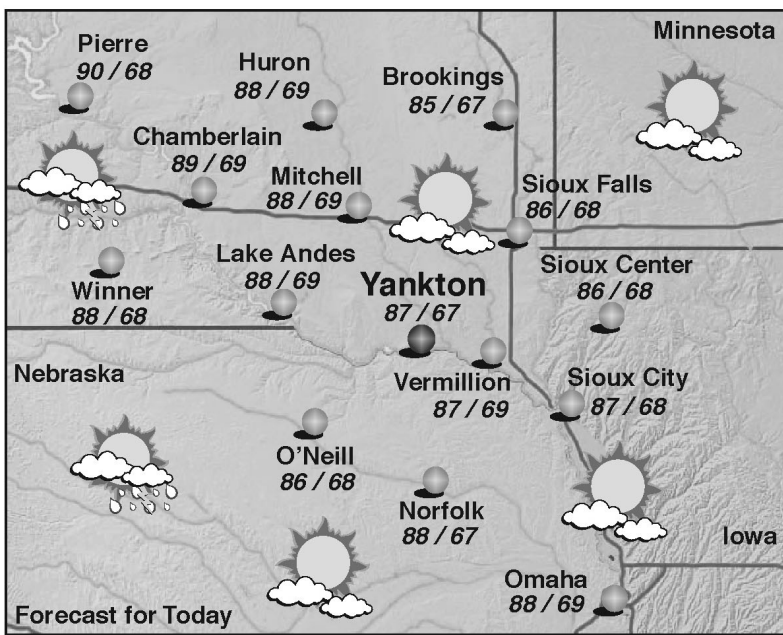 Minnesota
Pierre
90 / 68
Huron
88 / 69
Brookings
85 / 67
Chamberlain
89 / 69
Mitchell
88 / 69
Sioux Falls
86 / 68
Lake Andes
88 / 69
Yankton
87 / 67
Sioux Center
86 / 68
Winner
88 / 68
Nebraska
Vermillion
87 / 69
Sioux City
87 / 68
O'Neill
86 / 68
Norfolk
88 / 67
Iowa
Omaha
88 / 69
Forecast for Today